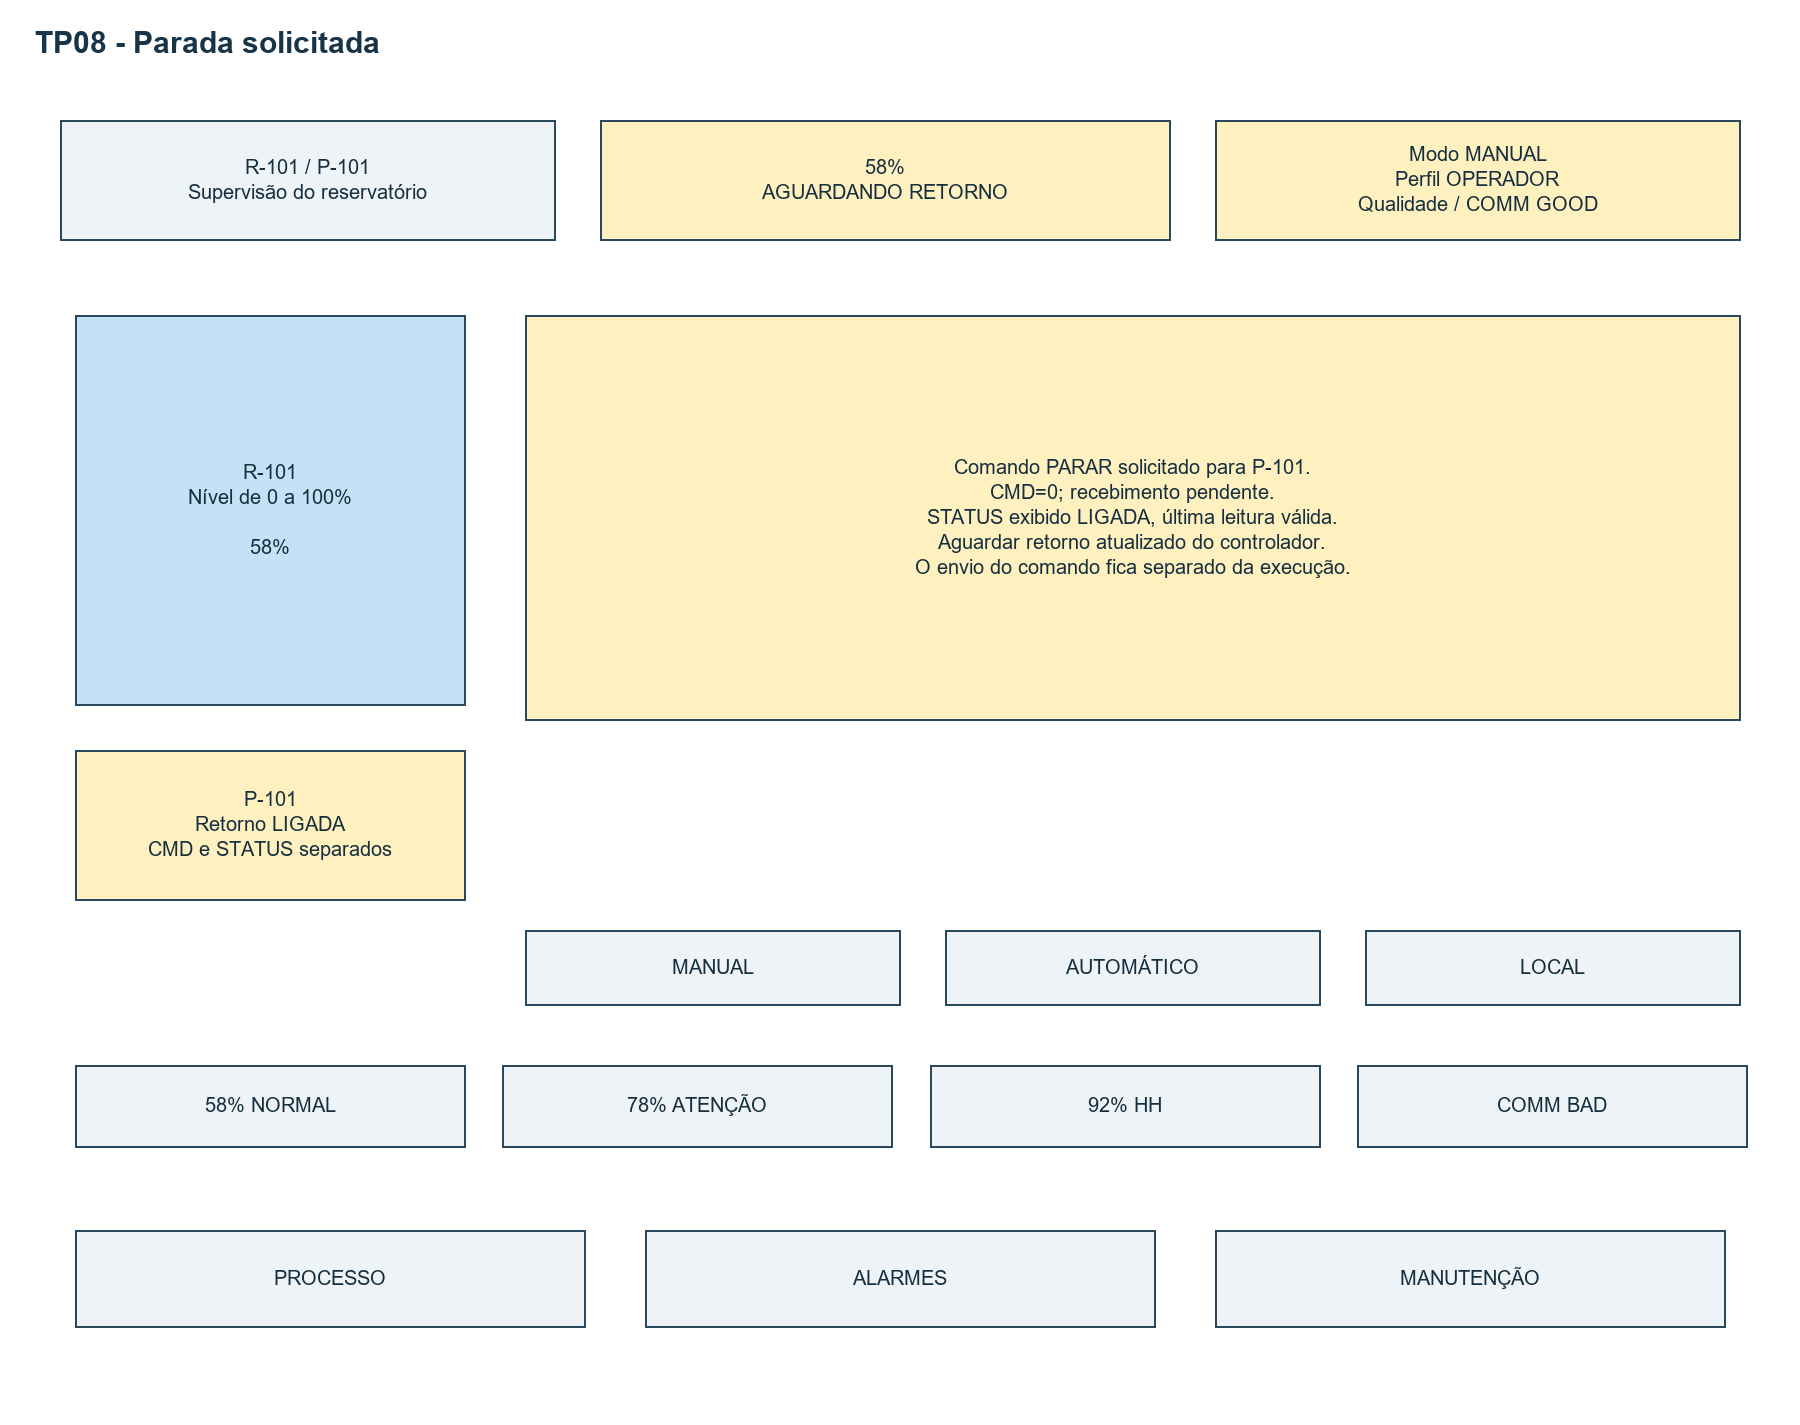 TP08 - Parada solicitada
R-101 / P-101
Supervisão do reservatório
58%
AGUARDANDO RETORNO
Modo MANUAL
Perfil OPERADOR
Qualidade / COMM GOOD
R-101
Nível de 0 a 100%
58%
Comando PARAR solicitado para P-101.
CMD=0; recebimento pendente.
STATUS exibido LIGADA, última leitura válida.
Aguardar retorno atualizado do controlador.
O envio do comando fica separado da execução.
P-101
Retorno LIGADA
CMD e STATUS separados
MANUAL
AUTOMÁTICO
LOCAL
58% NORMAL
78% ATENÇÃO
92% HH
COMM BAD
PROCESSO
ALARMES
MANUTENÇÃO